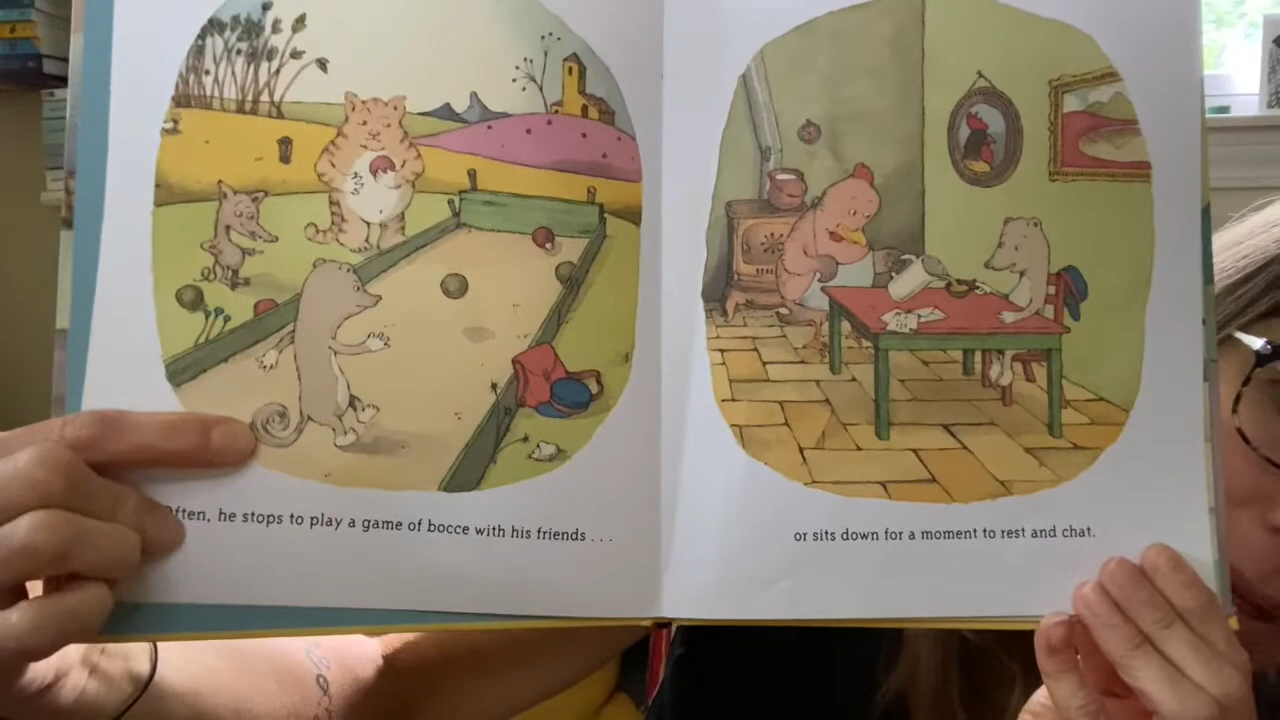 Often, he stops to play a game of bocce with his friends . . .
or sits down for a moment to rest and chat.